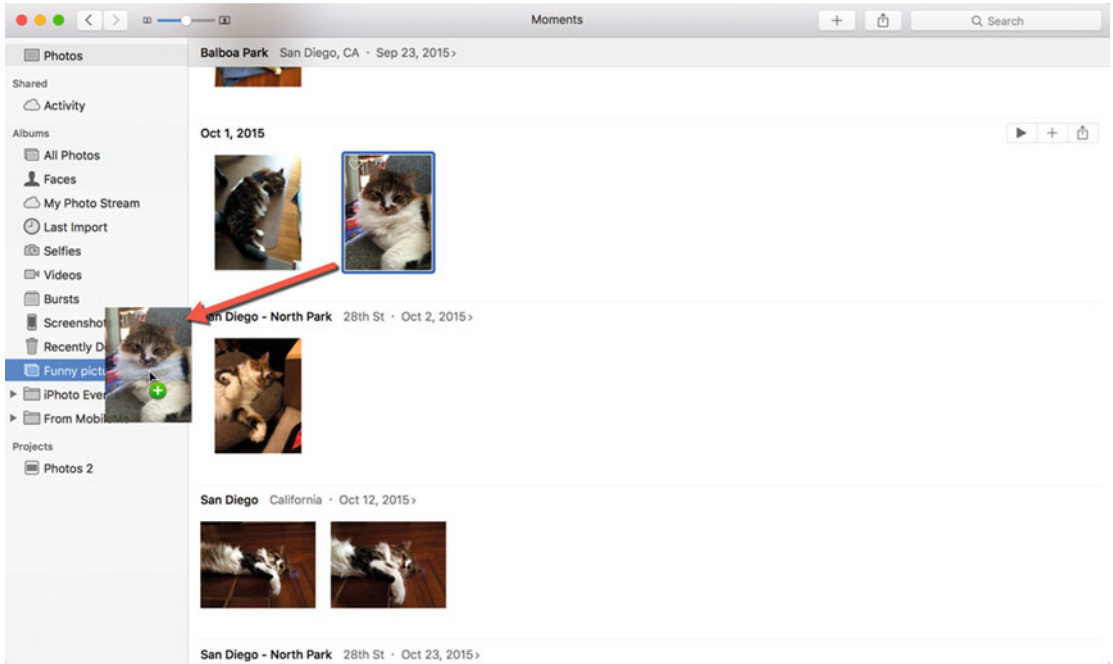 Moments
Search
Photos
Shared
Activity
Albums
All Photos
Faces
My Photo Stream
Last Import
Selfies
Videos
Bursts
Screenshot
Recently D
Funny pict
iPhoto Eve
From Mobil
Projects
Photos 2
Balboa Park San Diego, CA · Sep 23, 2015 ›
Oct 1, 2015
San Diego - North Park 28th St · Oct 2, 2015 ›
San Diego California · Oct 12, 2015 ›
San Diego - North Park 28th St · Oct 23, 2015 ›